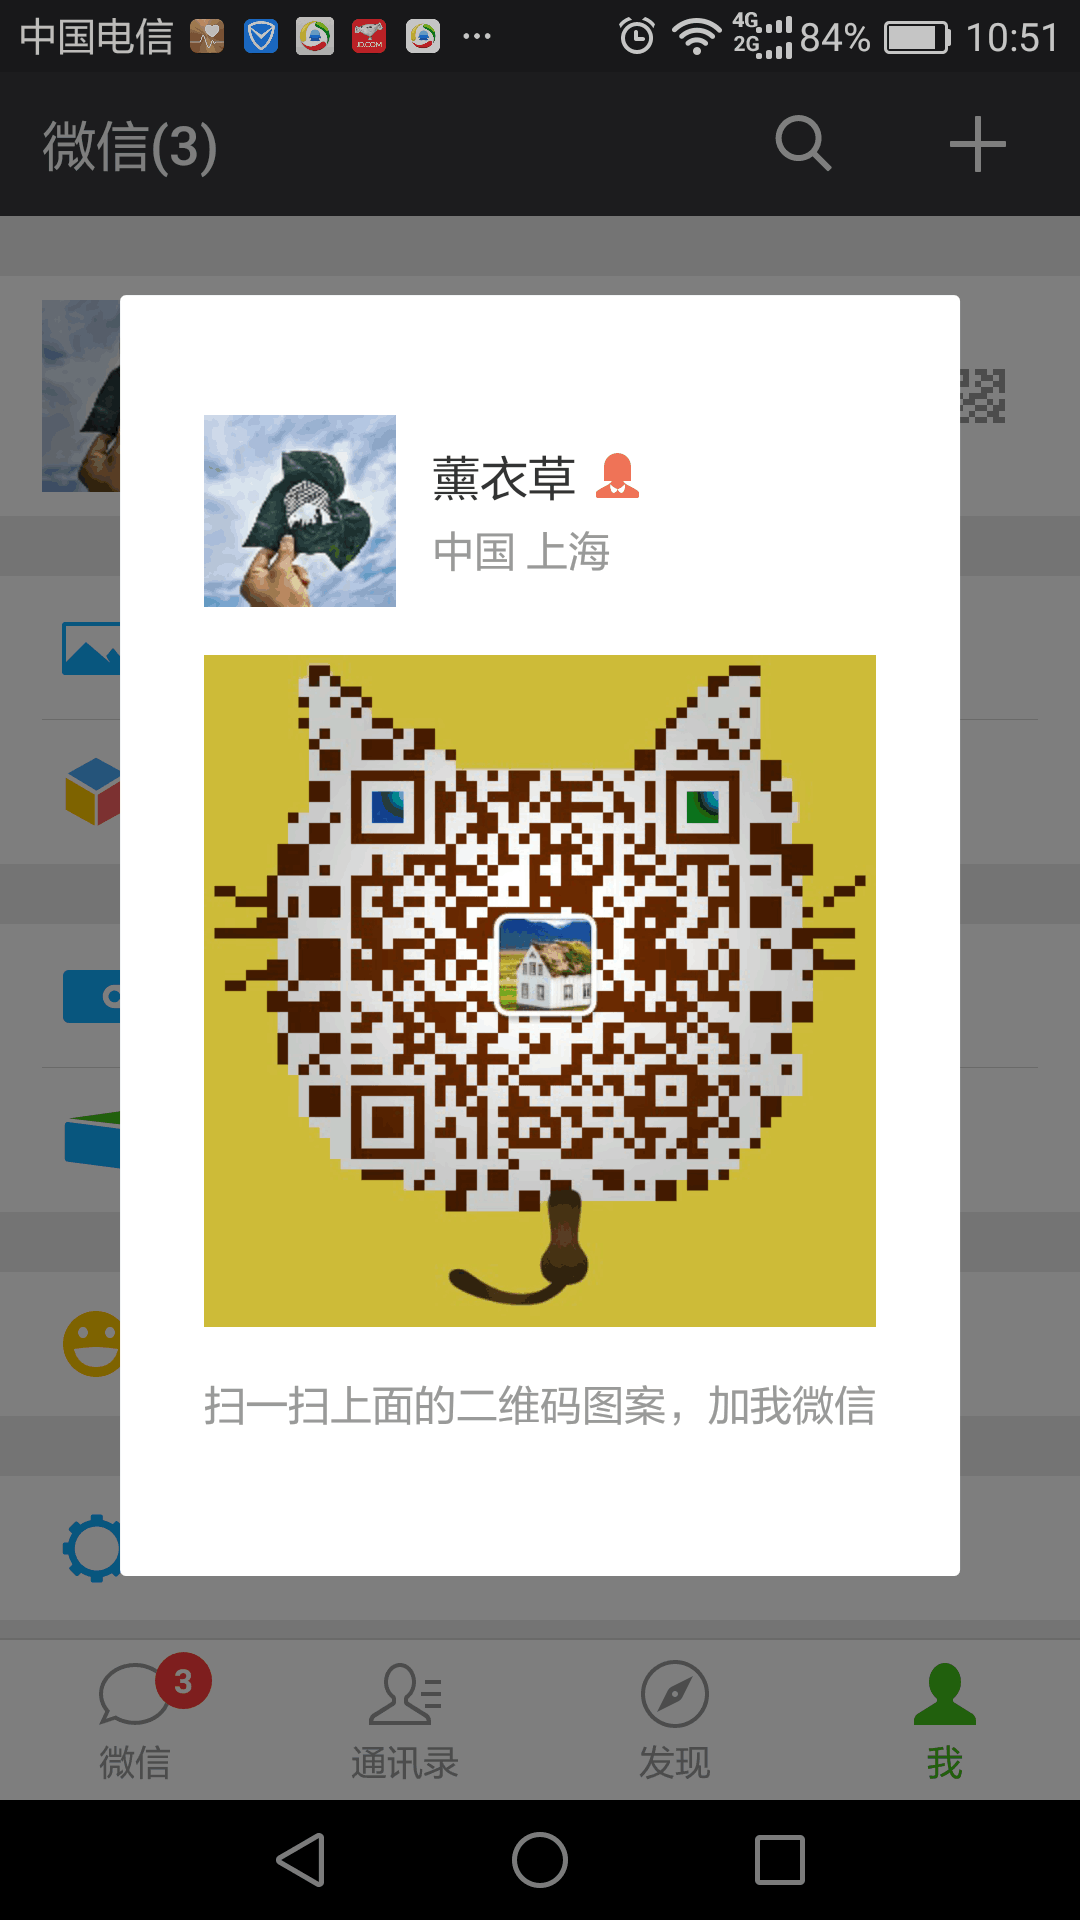 中国电信
JD.COM
4G
2G
84%
10:51
微信(3)
薰衣草
中国 上海
扫一扫上面的二维码图案，加我微信
3
微信
通讯录
发现
我